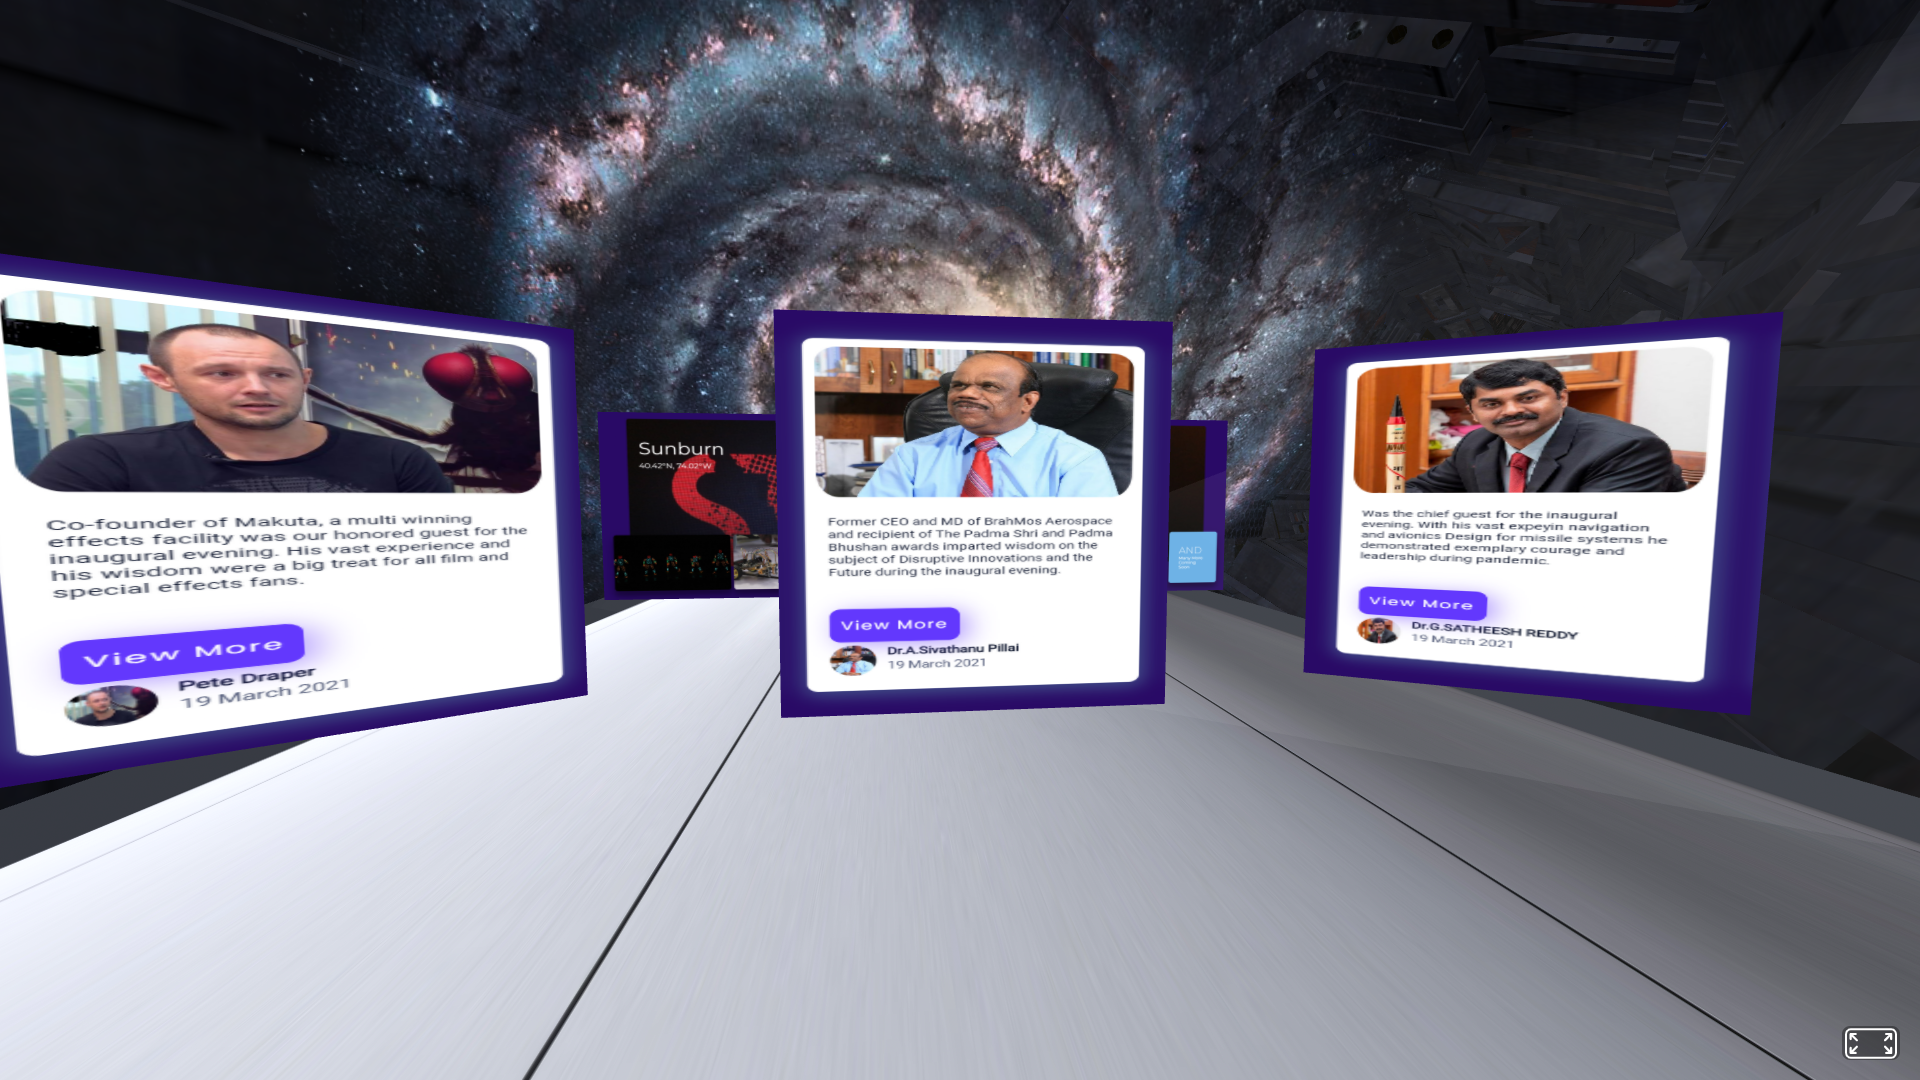 Co-founder of Makuta, a multi winning
effects facility was our honored guest for the
inaugural evening. His vast experience and
his wisdom were a big treat for all film and
special effects fans.
View More
Pete Draper
19 March 2021
Sunburn
40.42°N, 74.02°W
Former CEO and MD of BrahMos Aerospace
and recipient of The Padma Shri and Padma
Bhushan awards imparted wisdom on the
subject of Disruptive Innovations and the
Future during the inaugural evening.
View More
Dr.A.Sivathanu Pillai
19 March 2021
AND
Was the chief guest for the inaugural
evening. With his vast expeyin navigation
and avionics Design for missile systems he
demonstrated exemplary courage and
leadership during pandemic.
View More
Dr.G.SATHEESH REDDY
19 March 2021